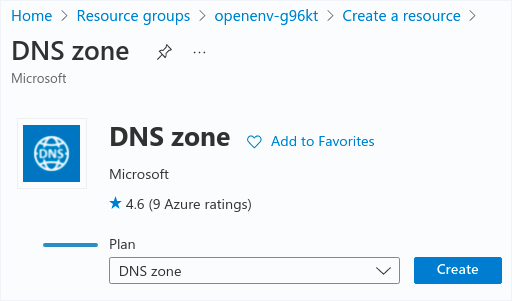 Home > Resource groups > openenv-g96kt > Create a resource >
DNS zone ...
Microsoft
DNS
DNS zone Add to Favorites
Microsoft
4.6 (9 Azure ratings)
Plan
DNS zone
Create